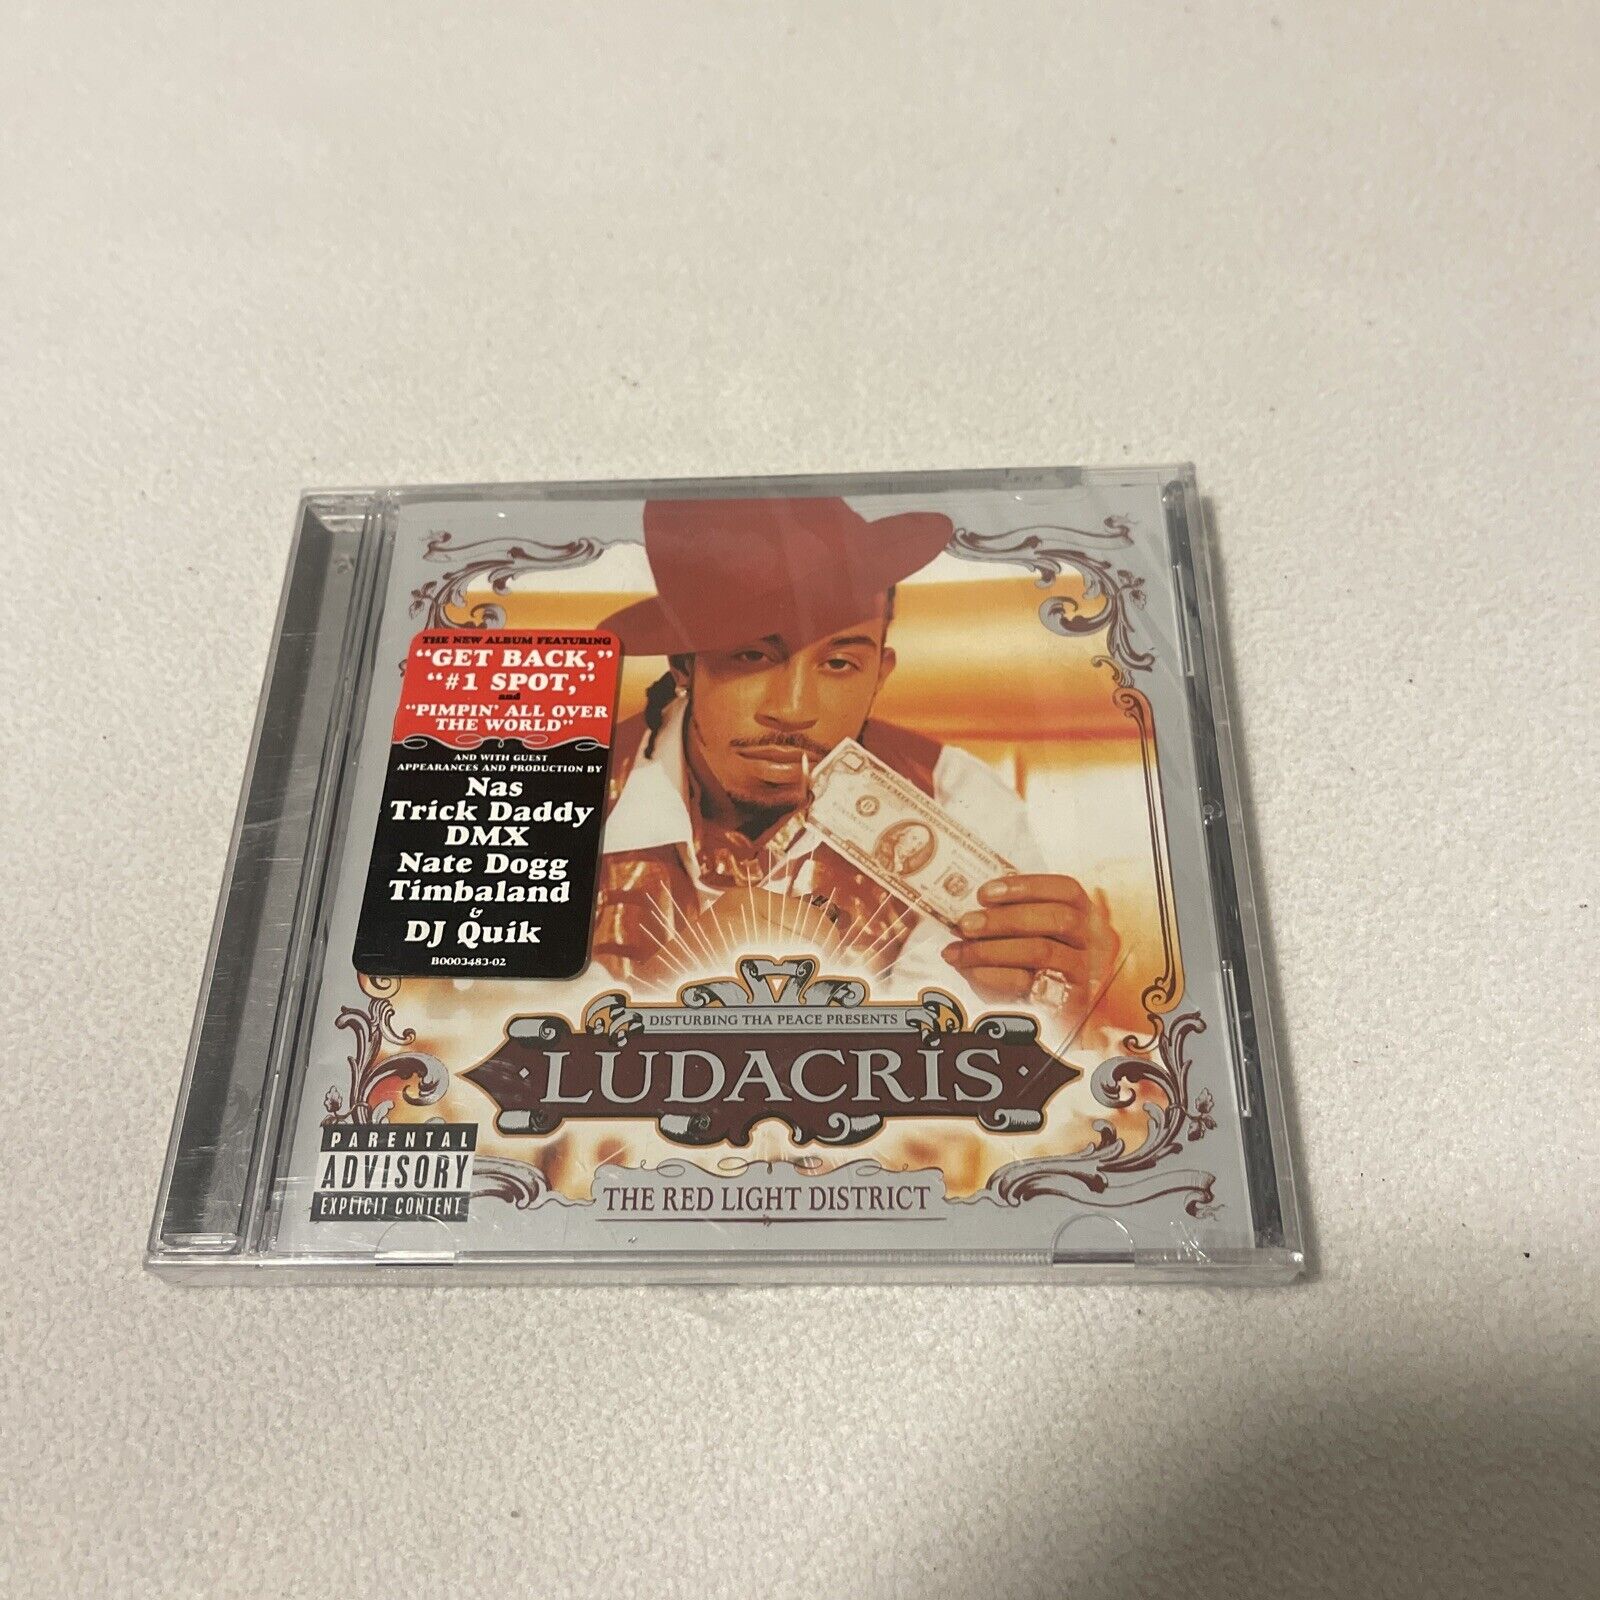 THE NEW ALBUM FEATURING
“GET BACK,”
“#1 SPOT,”
and
“PIMPIN’ ALL OVER
THE WORLD”
AND WITH GUEST
APPEARANCES AND PRODUCTION BY
Nas
Trick Daddy
DMX
Nate Dogg
Timbaland
&
DJ Quik
B0003483-02
DISTURBING THA PEACE PRESENTS
· LUDACRIS ·
PARENTAL
ADVISORY
EXPLICIT CONTENT
THE RED LIGHT DISTRICT